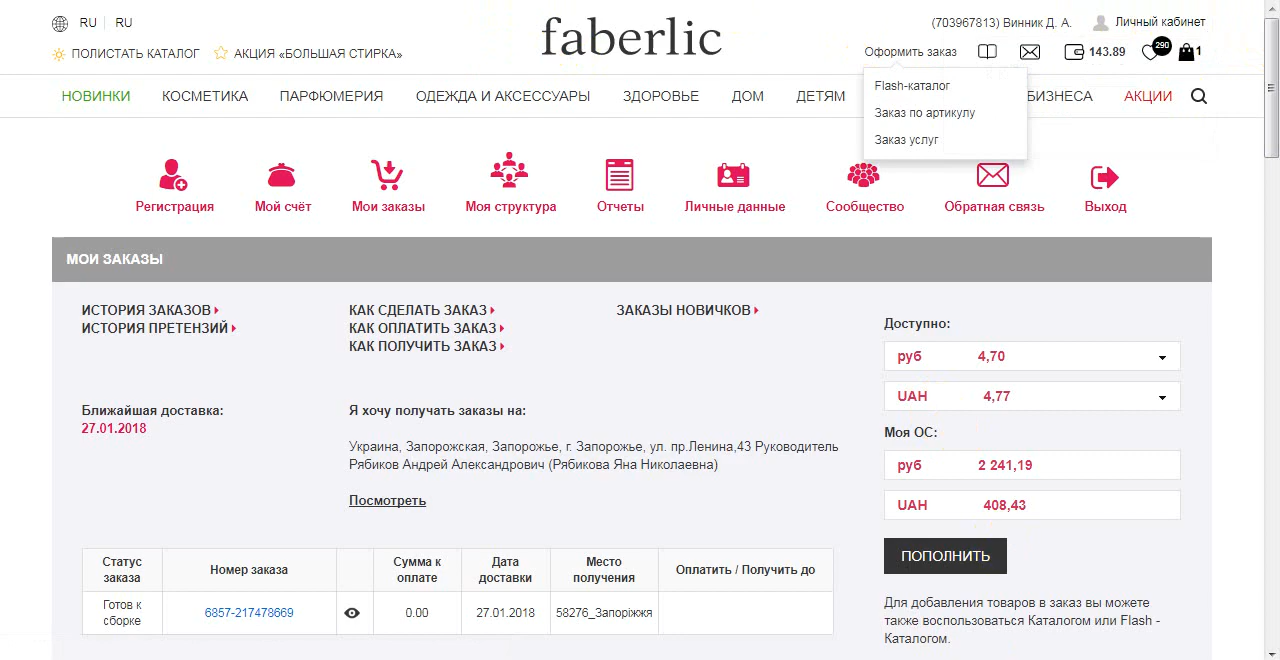 RU RU
faberlic
(703967813) Винник Д. А. Личный кабинет
ПОЛИСТАТЬ КАТАЛОГ АКЦИЯ «БОЛЬШАЯ СТИРКА»
Оформить заказ 143.89 290 1
НОВИНКИ КОСМЕТИКА ПАРФЮМЕРИЯ ОДЕЖДА И АКСЕССУАРЫ ЗДОРОВЬЕ ДОМ ДЕТЯМ БИЗНЕСА АКЦИИ
Flash-каталог
Заказ по артикулу
Заказ услуг
Регистрация Мой счёт Мои заказы Моя структура Отчеты Личные данные Сообщество Обратная связь Выход
МОИ ЗАКАЗЫ
ИСТОРИЯ ЗАКАЗОВ
ИСТОРИЯ ПРЕТЕНЗИЙ
КАК СДЕЛАТЬ ЗАКАЗ
КАК ОПЛАТИТЬ ЗАКАЗ
КАК ПОЛУЧИТЬ ЗАКАЗ
ЗАКАЗЫ НОВИЧКОВ
Ближайшая доставка:
27.01.2018
Я хочу получать заказы на:
Украина, Запорожская, Запорожье, г. Запорожье, ул. пр.Ленина,43 Руководитель
Рябиков Андрей Александрович (Рябикова Яна Николаевна)
Посмотреть
Доступно:
руб 4,70
UAH 4,77
Моя ОС:
руб 2 241,19
UAH 408,43
ПОПОЛНИТЬ
Для добавления товаров в заказ вы можете
также воспользоваться Каталогом или Flash -
Каталогом.
Статус заказа Номер заказа Сумма к оплате Дата доставки Место получения Оплатить / Получить до
Готов к сборке 6857-217478669 0.00 27.01.2018 58276_Запоріжжя